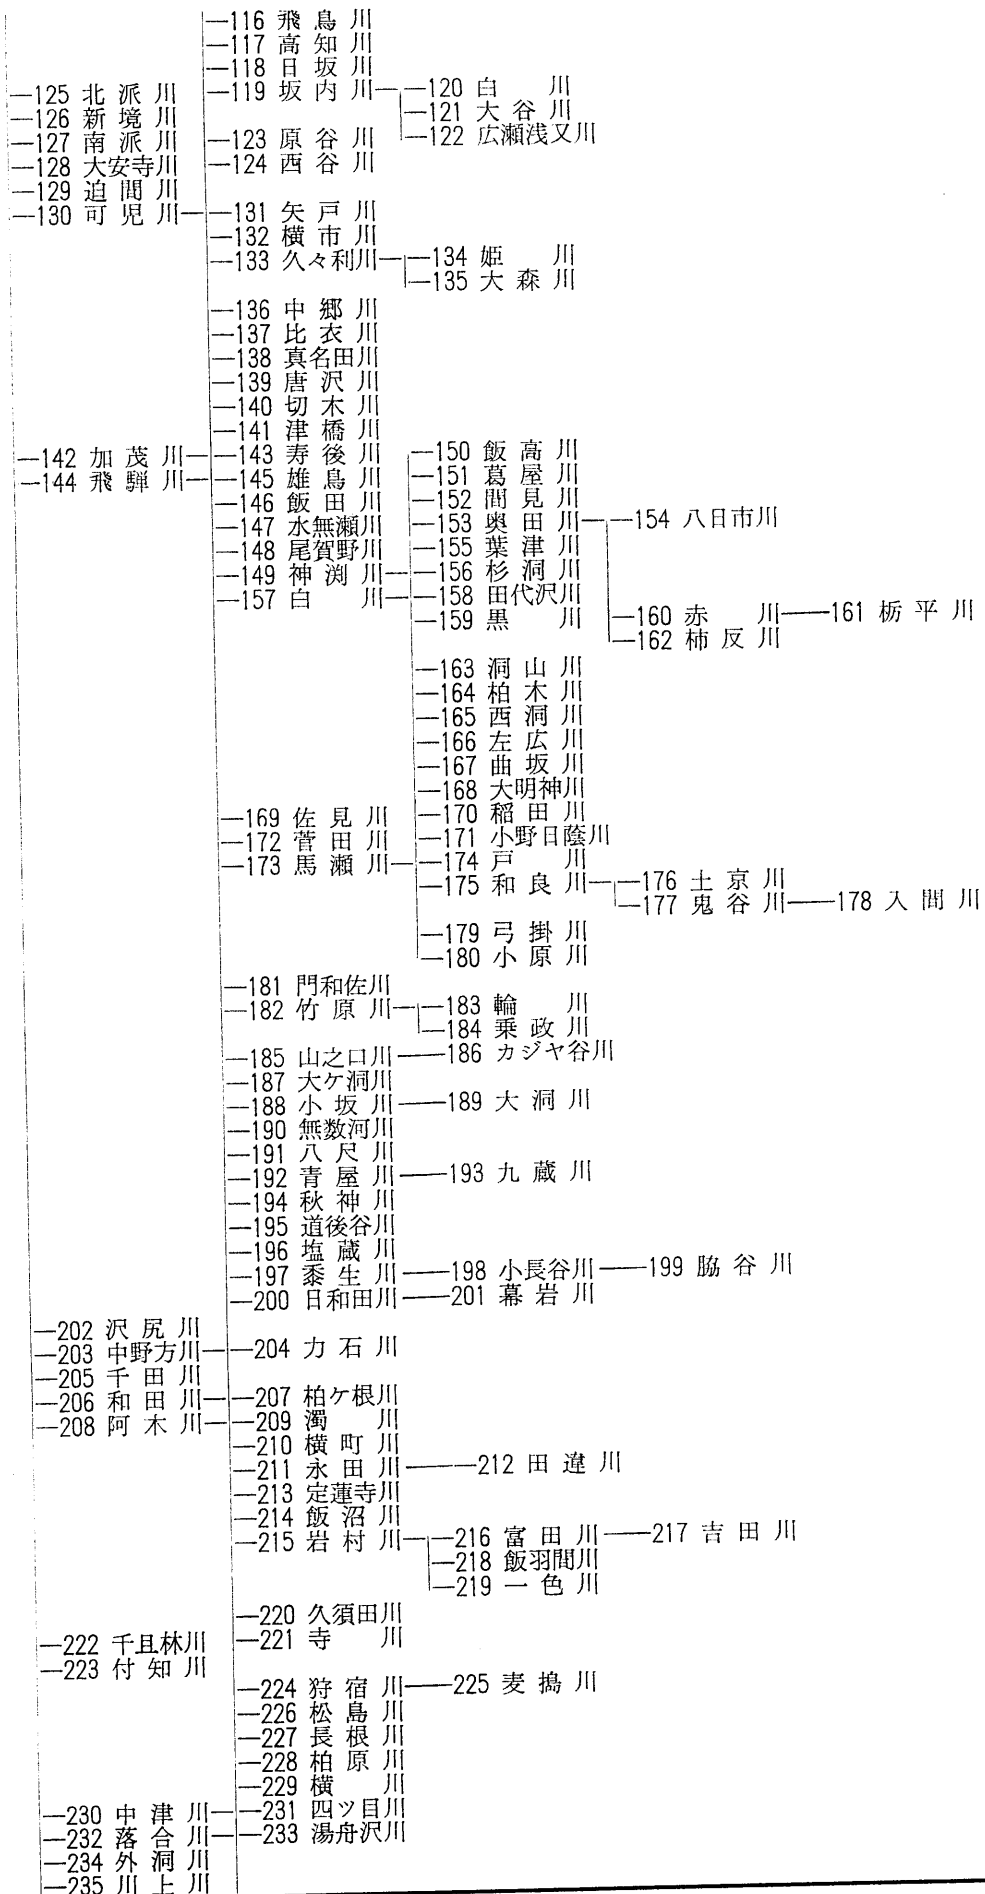 116 飛鳥川
117 高知川
118 日坂川
125 北派川 119 坂内川 120 白川
126 新境川 121 大谷川
127 南派川 123 原谷川 122 広瀬浅又川
128 大安寺川 124 西谷川
129 迫間川
130 可児川 131 矢戸川
132 横市川
133 久々利川 134 姫川
135 大森川
136 中郷川
137 比衣川
138 真名田川
139 唐沢川
140 切木川
141 津橋川
142 加茂川 143 寿後川 150 飯高川
144 飛騨川 145 雄鳥川 151 葛屋川
146 飯田川 152 間見川
147 水無瀬川 153 奥田川 154 八日市川
148 尾賀野川 155 葉津川
149 神渕川 156 杉洞川
157 白川 158 田代沢川
159 黒川 160 赤川 161 栃平川
162 柿反川
163 洞山川
164 柏木川
165 西洞川
166 左広川
167 曲坂川
168 大明神川
169 佐見川 170 稲田川
172 菅田川 171 小野日蔭川
173 馬瀬川 174 戸川
175 和良川 176 土京川
177 鬼谷川 178 入間川
179 弓掛川
180 小原川
181 門和佐川
182 竹原川 183 輪川
184 乗政川
185 山之口川 186 カジヤ谷川
187 大ケ洞川
188 小坂川 189 大洞川
190 無数河川
191 八尺川
192 青屋川 193 九蔵川
194 秋神川
195 道後谷川
196 塩蔵川
197 黍生川 198 小長谷川 199 脇谷川
200 日和田川 201 幕岩川
202 沢尻川
203 中野方川 204 力石川
205 千田川
206 和田川 207 柏ケ根川
208 阿木川 209 濁川
210 横町川
211 永田川 212 田違川
213 定蓮寺川
214 飯沼川
215 岩村川 216 富田川 217 吉田川
218 飯羽間川
219 一色川
220 久須田川
222 千旦林川 221 寺川
223 付知川
224 狩宿川 225 麦搗川
226 松島川
227 長根川
228 柏原川
229 横川
230 中津川 231 四ッ目川
232 落合川 233 湯舟沢川
234 外洞川
235 川上川